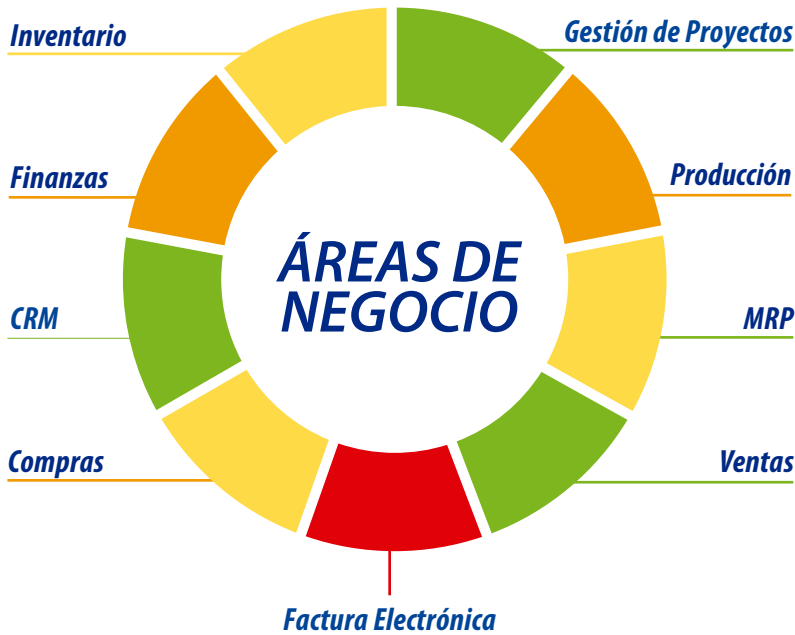 Inventario
Gestión de Proyectos
Finanzas
Producción
ÁREAS DE
NEGOCIO
CRM
MRP
Compras
Ventas
Factura Electrónica